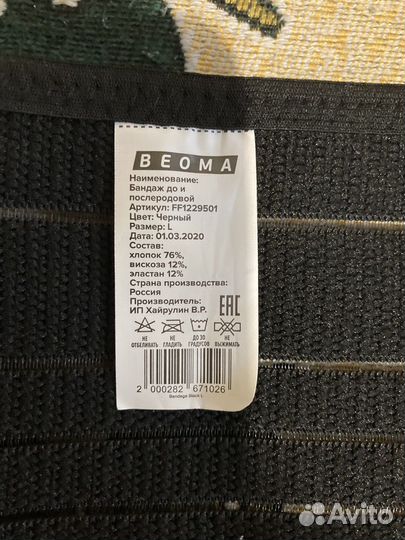 BEOMA
Наименование:
Бандаж до и
послеродовой
Артикул: FF1229501
Цвет: Черный
Размер: L
Дата: 01.03.2020
Состав:
хлопок 76%,
вискоза 12%,
эластан 12%
Страна производства:
Россия
Производитель:
ИП Хайрулин В.Р.
EAC
НЕ ОТБЕЛИВАТЬ
НЕ ГЛАДИТЬ
ДО 30 ГРАДУСОВ
НЕ ВЫЖИМАТЬ
2 000282 671026
Bandage Black L
Avito